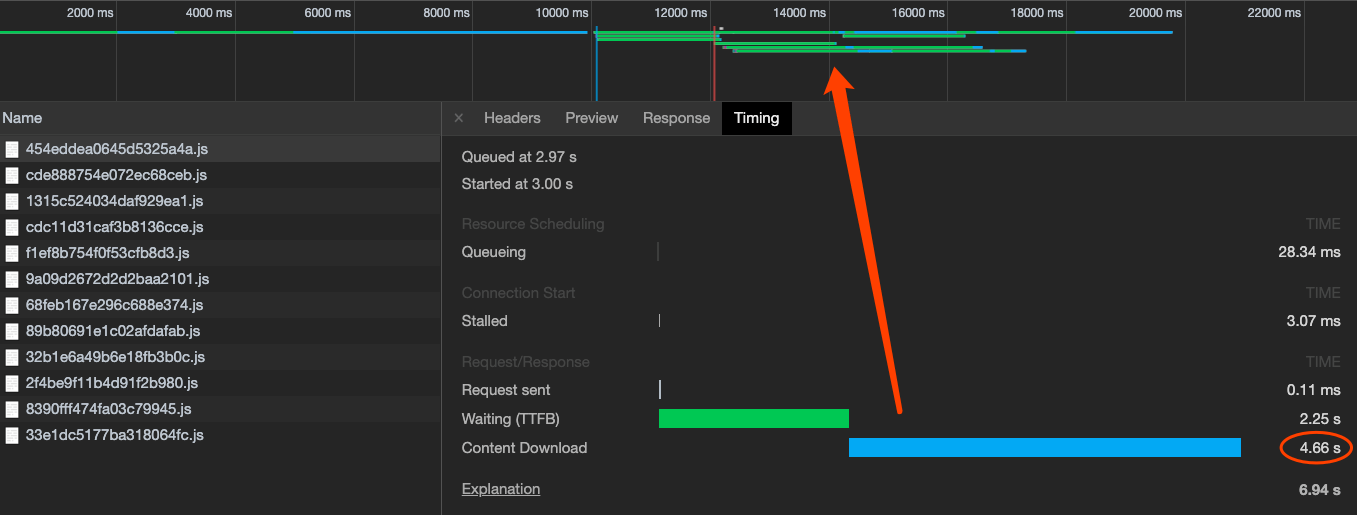 2000 ms 4000 ms 6000 ms 8000 ms 10000 ms 12000 ms 14000 ms 16000 ms 18000 ms 20000 ms 22000 ms
Name
× Headers Preview Response Timing
454eddea0645d5325a4a.js
cde888754e072ec68ceb.js
1315c524034daf929ea1.js
cdc11d31caf3b8136cce.js
f1ef8b754f0f53cfb8d3.js
9a09d2672d2d2baa2101.js
68feb167e296c688e374.js
89b80691e1c02afdafab.js
32b1e6a49b6e18fb3b0c.js
2f4be9f11b4d91f2b980.js
8390fff474fa03c79945.js
33e1dc5177ba318064fc.js
Queued at 2.97 s
Started at 3.00 s
Resource Scheduling TIME
Queueing 28.34 ms
Connection Start TIME
Stalled 3.07 ms
Request/Response TIME
Request sent 0.11 ms
Waiting (TTFB) 2.25 s
Content Download 4.66 s
Explanation 6.94 s